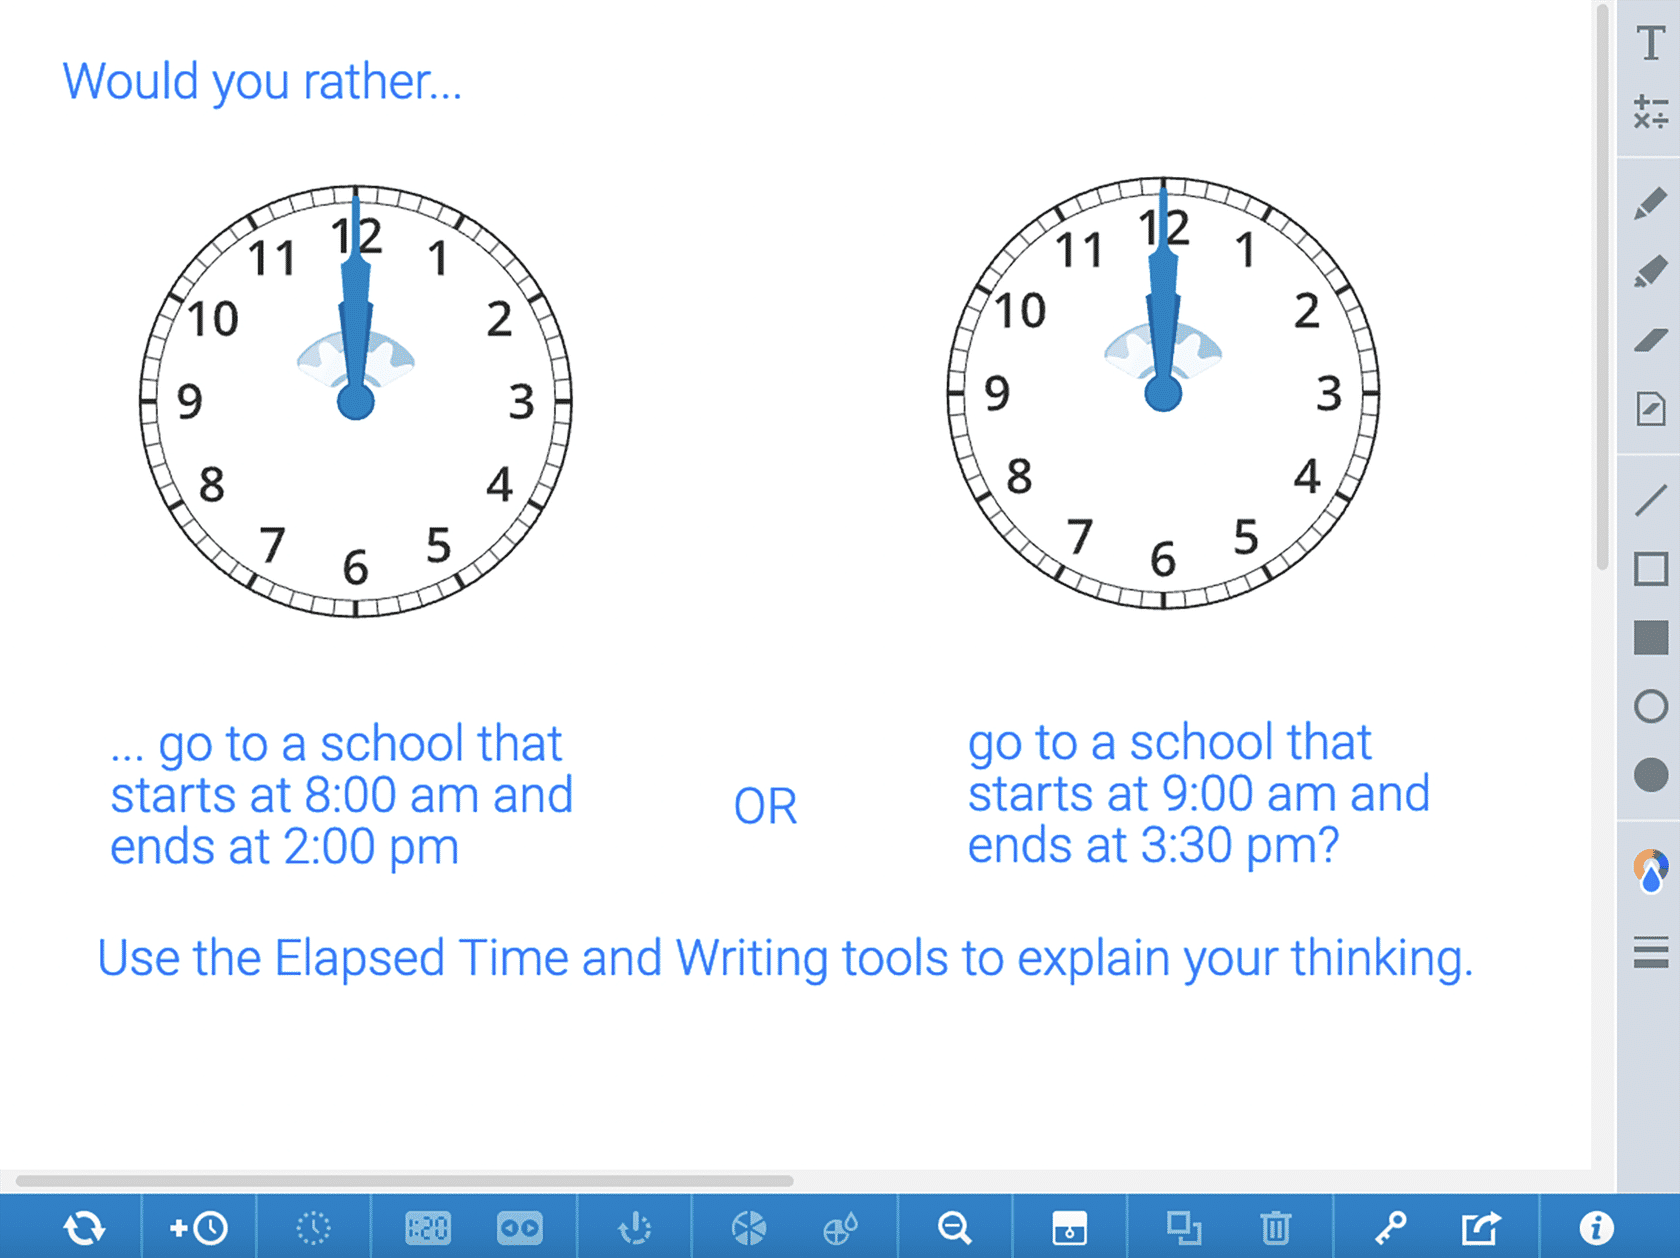 Would you rather...
12
11
1
10
2
9
3
8
4
7
5
6
12
11
1
10
2
9
3
8
4
7
5
6
... go to a school that
starts at 8:00 am and
ends at 2:00 pm
OR
go to a school that
starts at 9:00 am and
ends at 3:30 pm?
Use the Elapsed Time and Writing tools to explain your thinking.
T
1:20
i